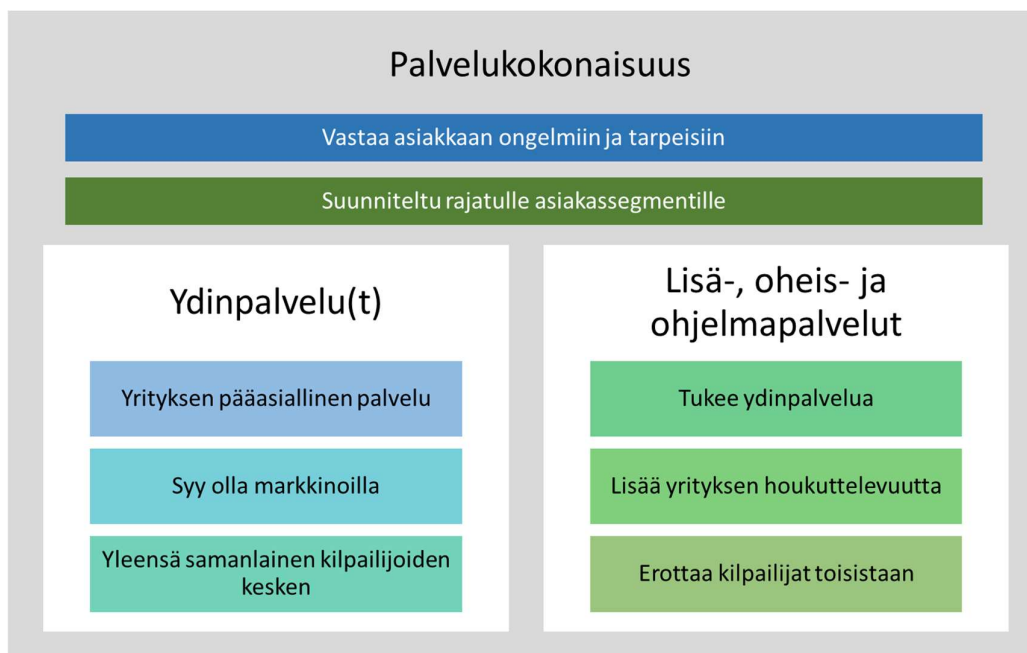 Palvelukokonaisuus
Vastaa asiakkaan ongelmiin ja tarpeisiin
Suunniteltu rajatulle asiakassegmentille
Ydinpalvelu(t)
Yrityksen pääasiallinen palvelu
Syy olla markkinoilla
Yleensä samanlainen kilpailijoiden
kesken
Lisä-, oheis- ja
ohjelmapalvelut
Tukee ydinpalvelua
Lisää yrityksen houkuttelevuutta
Erottaa kilpailijat toisistaan